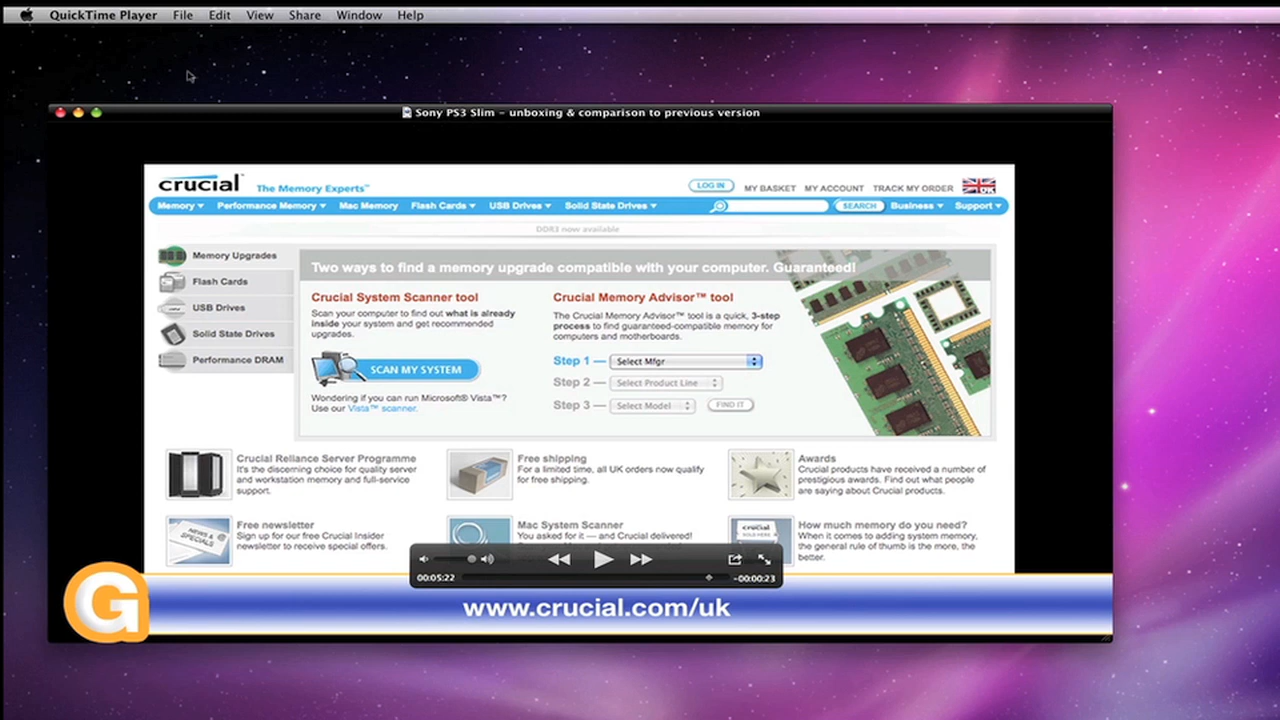 QuickTime Player File Edit View Share Window Help
Sony PS3 Slim – unboxing & comparison to previous version
crucial The Memory Experts™
LOG IN MY BASKET MY ACCOUNT TRACK MY ORDER UK
Memory Performance Memory Mac Memory Flash Cards USB Drives Solid State Drives SEARCH Business Support
DDR3 now available
Memory Upgrades
Flash Cards
USB Drives
Solid State Drives
Performance DRAM
Two ways to find a memory upgrade compatible with your computer. Guaranteed!
Crucial System Scanner tool
Scan your computer to find out what is already
inside your system and get recommended
upgrades.
SCAN MY SYSTEM
Wondering if you can run Microsoft® Vista™?
Use our Vista™ scanner.
Crucial Memory Advisor™ tool
The Crucial Memory Advisor™ tool is a quick, 3-step
process to find guaranteed-compatible memory for
computers and motherboards.
Step 1 — Select Mfgr
Step 2 — Select Product Line
Step 3 — Select Model FIND IT
Crucial Reliance Server Programme
It's the discerning choice for quality server
and workstation memory and full-service
support.
Free shipping
For a limited time, all UK orders now qualify
for free shipping.
Awards
Crucial products have received a number of
prestigious awards. Find out what people
are saying about Crucial products.
NEWS & SPECIALS
Free newsletter
Sign up for our free Crucial Insider
newsletter to receive special offers.
Mac System Scanner
You asked for it — and Crucial delivered!
crucial
How much memory do you need?
When it comes to adding system memory,
the general rule of thumb is the more, the
better.
00:05:22 -00:00:23
G
www.crucial.com/uk